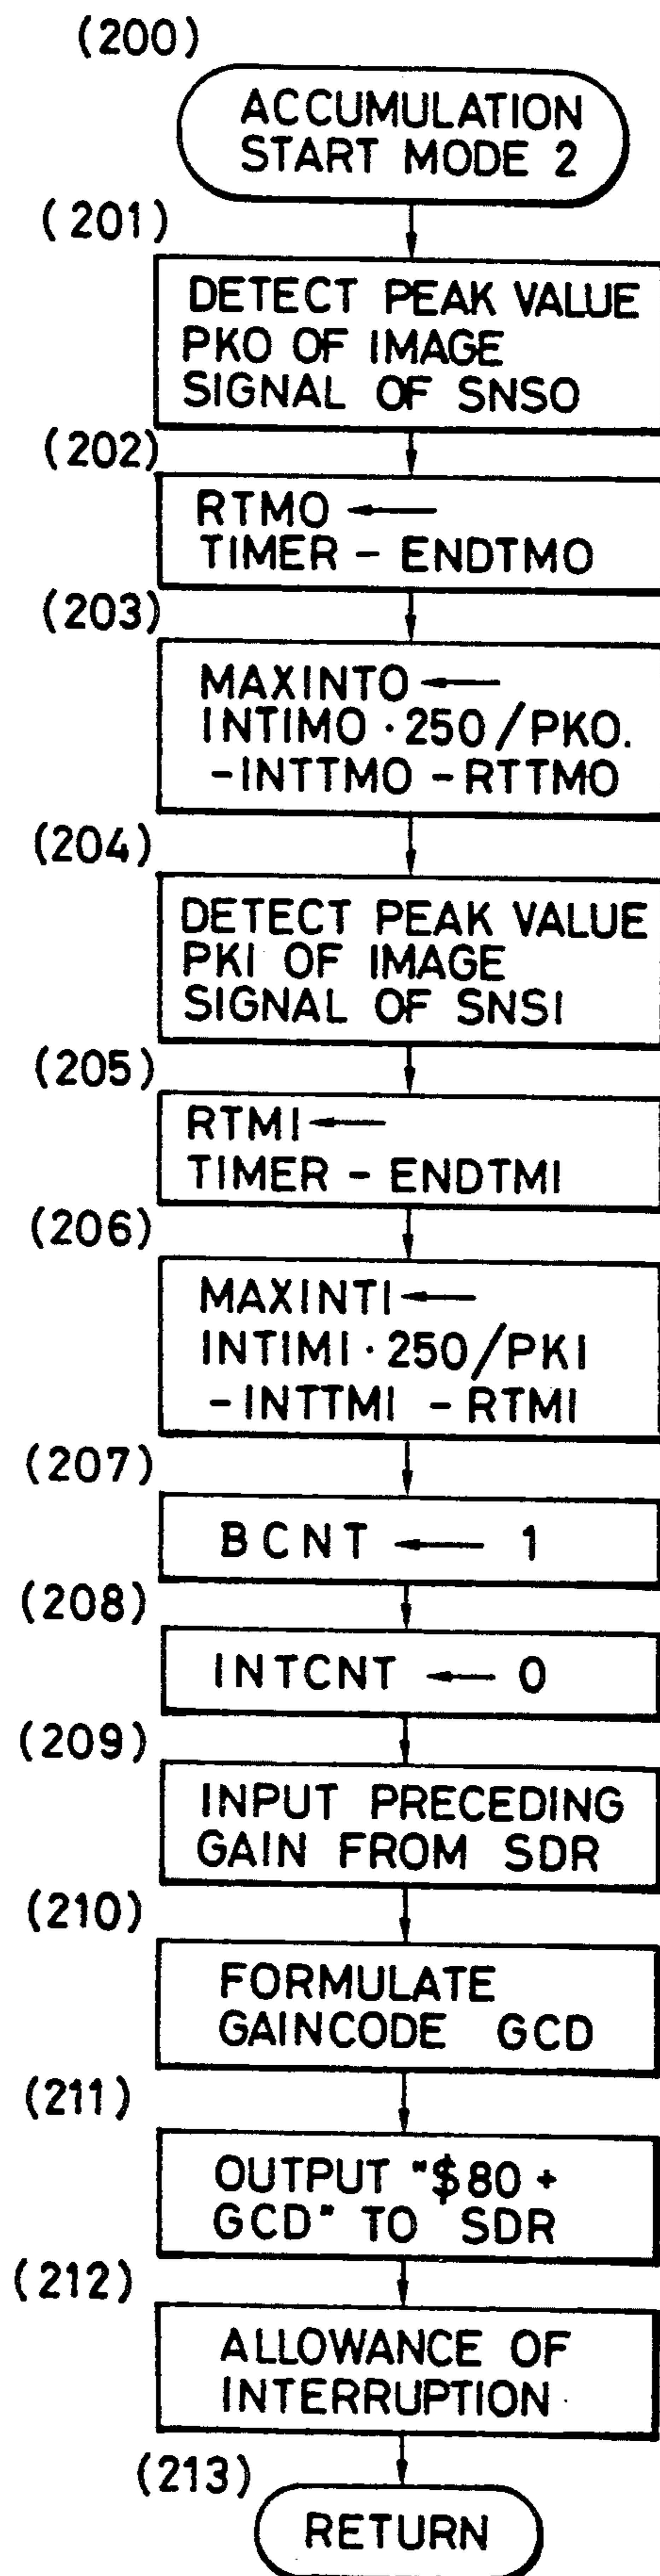 (200)
ACCUMULATION
START MODE 2
(201)
DETECT PEAK VALUE
PKO OF IMAGE
SIGNAL OF SNSO
(202)
RTMO ←
TIMER - ENDTMO
(203)
MAXINTO ←
INTIMO · 250 / PKO.
-INTTMO - RTTMO
(204)
DETECT PEAK VALUE
PKI OF IMAGE
SIGNAL OF SNSI
(205)
RTMI ←
TIMER - ENDTMI
(206)
MAXINTI ←
INTIMI · 250 / PKI
-INTTMI - RTMI
(207)
BCNT ← 1
(208)
INTCNT ← 0
(209)
INPUT PRECEDING
GAIN FROM SDR
(210)
FORMULATE
GAINCODE GCD
(211)
OUTPUT "$80 +
GCD" TO SDR
(212)
ALLOWANCE OF
INTERRUPTION
(213)
RETURN